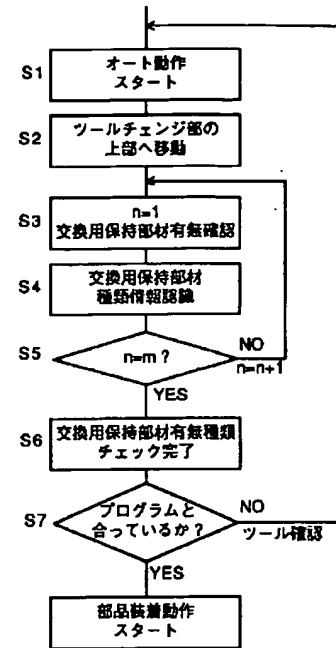 S1
オート動作
スタート
S2
ツールチェンジ部の
上部へ移動
S3
n=1
交換用保持部材有無確認
S4
交換用保持部材
種類情報認識
S5
n=m ?
NO
n=n+1
YES
S6
交換用保持部材有無種類
チェック完了
S7
プログラムと
合っているか？
NO
ツール確認
YES
部品装着動作
スタート